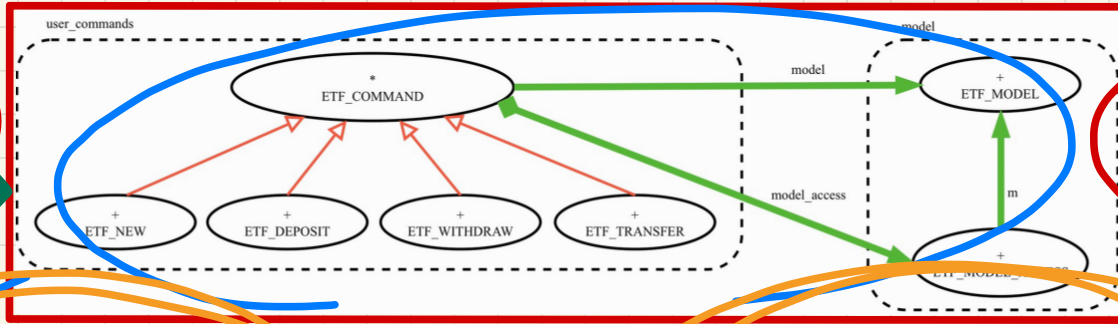 user_commands
model
*
ETF_COMMAND
model
+
ETF_MODEL
model_access
m
+
ETF_NEW
+
ETF_DEPOSIT
+
ETF_WITHDRAW
+
ETF_TRANSFER
+